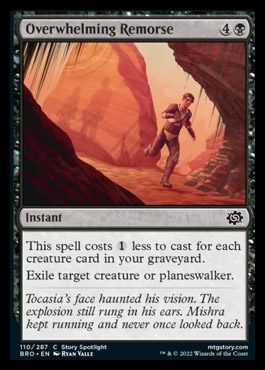 Overwhelming Remorse 4
Instant
This spell costs 1 less to cast for each
creature card in your graveyard.
Exile target creature or planeswalker.
Tocasia's face haunted his vision. The
explosion still rung in his ears. Mishra
kept running and never once looked back.
110/287 C Story Spotlight mtgstory.com
BRO • EN RYAN VALLE ™ & © 2022 Wizards of the Coast